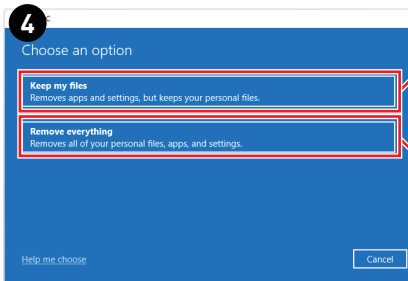 4
Choose an option
Keep my files
Removes apps and settings, but keeps your personal files.
Remove everything
Removes all of your personal files, apps, and settings.
Help me choose
Cancel